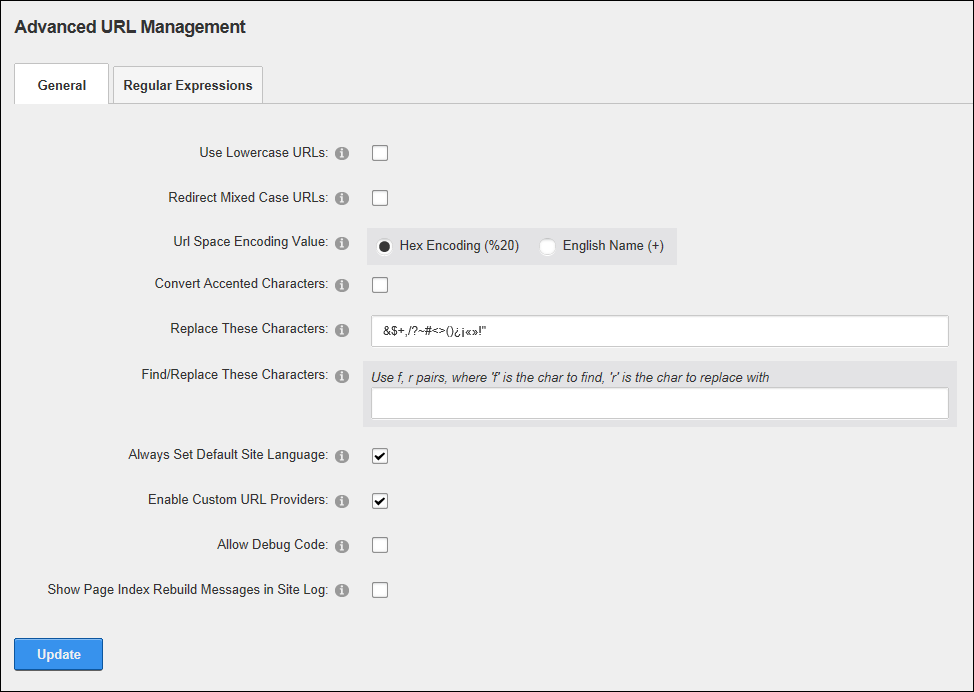 Advanced URL Management
General
Regular Expressions
Use Lowercase URLs:
Redirect Mixed Case URLs:
Url Space Encoding Value:
Hex Encoding (%20)
English Name (+)
Convert Accented Characters:
Replace These Characters:
&$+,/?~#<>()¿¡«»!"
Find/Replace These Characters:
Use f, r pairs, where 'f' is the char to find, 'r' is the char to replace with
Always Set Default Site Language:
Enable Custom URL Providers:
Allow Debug Code:
Show Page Index Rebuild Messages in Site Log:
Update